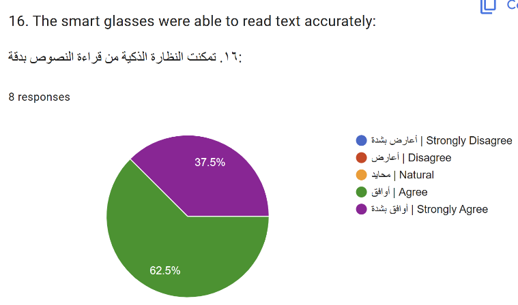 16. The smart glasses were able to read text accurately:
١٦. تمكنت النظارة الذكية من قراءة النصوص بدقة:
8 responses
37.5%
62.5%
أعارض بشدة | Strongly Disagree
أعارض | Disagree
محايد | Natural
أوافق | Agree
أوافق بشدة | Strongly Agree